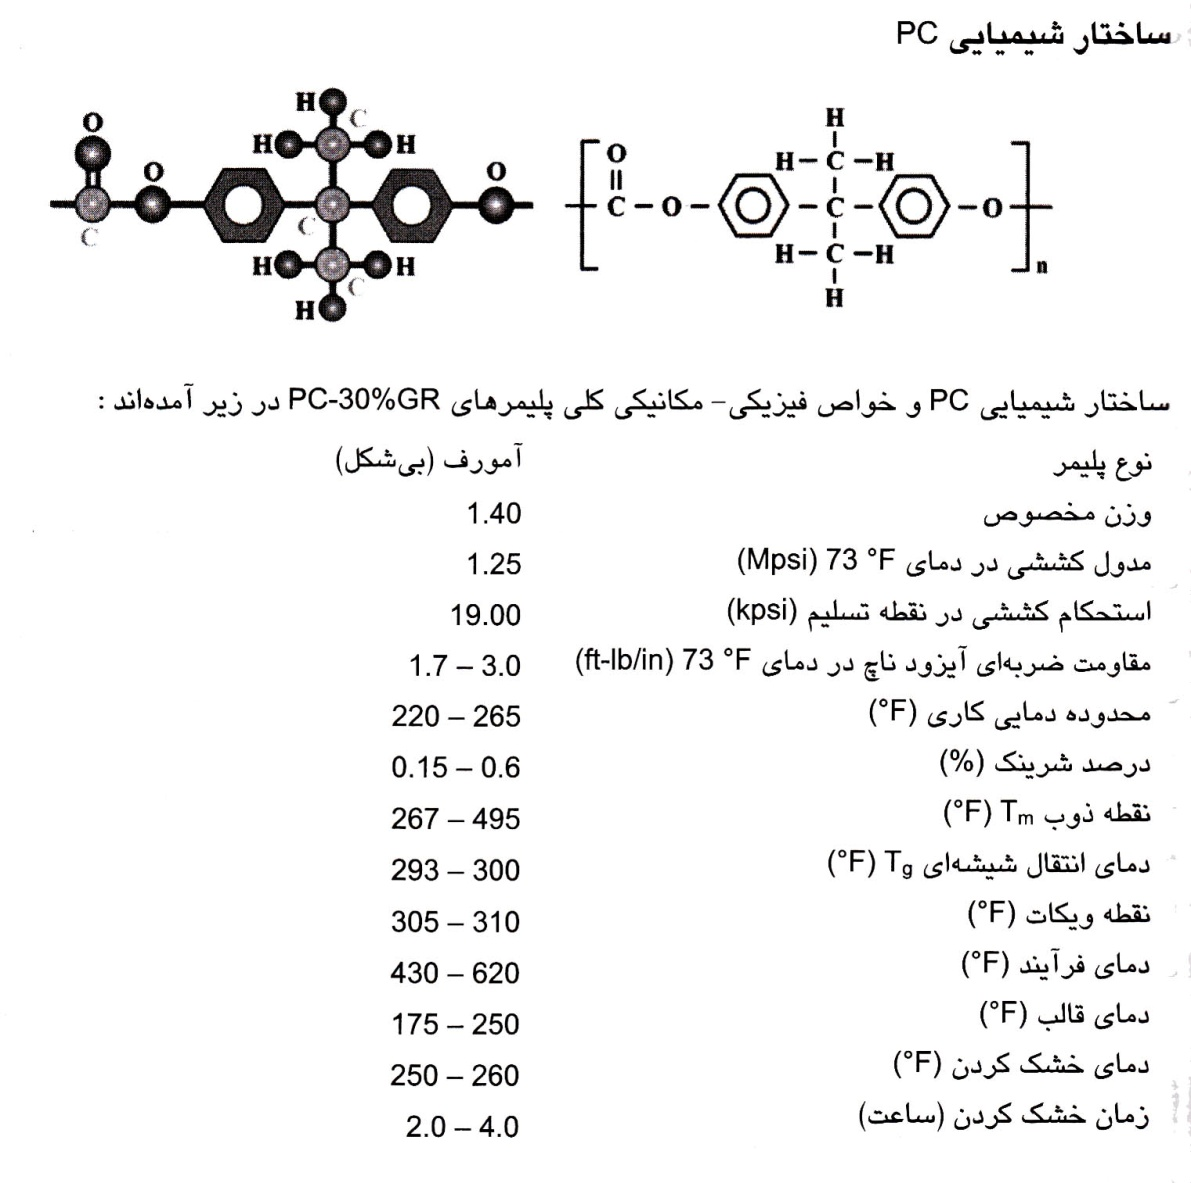 ساختار شیمیایی PC
O
C
O
H
H
C
H
C
H
H
C
H
O
O
C – O –
H
H – C – H
– C –
H – C – H
H
– O
n
ساختار شیمیایی PC و خواص فیزیکی– مکانیکی کلی پلیمرهای PC-30%GR در زیر آمده‌اند :
نوع پلیمر آمورف (بی‌شکل)
وزن مخصوص 1.40
مدول کششی در دمای 73 °F (Mpsi) 1.25
استحکام کششی در نقطه تسلیم (kpsi) 19.00
مقاومت ضربه‌ای آیزود ناچ در دمای 73 °F (ft-lb/in) 1.7 – 3.0
محدوده دمایی کاری (°F) 220 – 265
درصد شرینک (%) 0.15 – 0.6
نقطه ذوب Tm (°F) 267 – 495
دمای انتقال شیشه‌ای Tg (°F) 293 – 300
نقطه ویکات (°F) 305 – 310
دمای فرآیند (°F) 430 – 620
دمای قالب (°F) 175 – 250
دمای خشک کردن (°F) 250 – 260
زمان خشک کردن (ساعت) 2.0 – 4.0